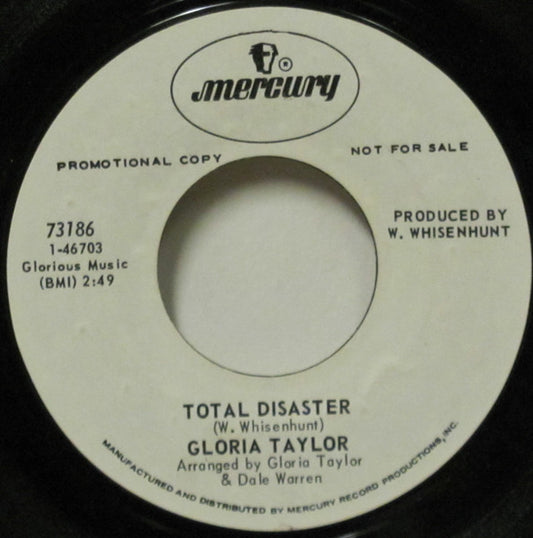 ®
mercury
PROMOTIONAL COPY
NOT FOR SALE
73186
1-46703
Glorious Music
(BMI) 2:49
PRODUCED BY
W. WHISENHUNT
TOTAL DISASTER
(W. Whisenhunt)
GLORIA TAYLOR
Arranged by Gloria Taylor
& Dale Warren
MANUFACTURED AND DISTRIBUTED BY MERCURY RECORD PRODUCTIONS, INC.